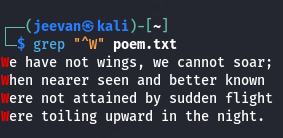 ┌──(jeevan㉿kali)-[~]
└─$ grep "^W" poem.txt
We have not wings, we cannot soar;
When nearer seen and better known
Were not attained by sudden flight
Were toiling upward in the night.